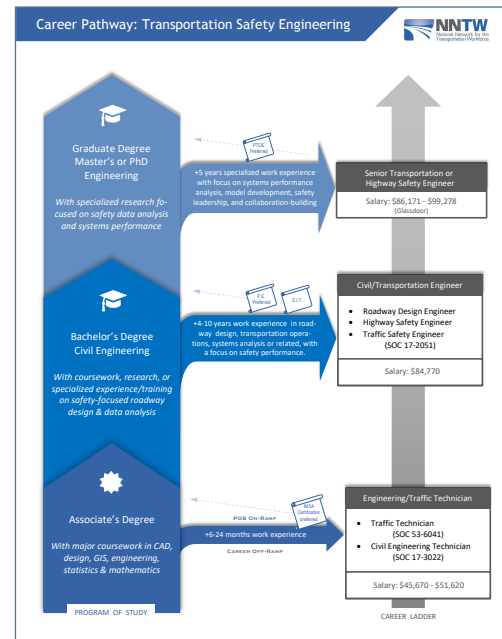 Career Pathway: Transportation Safety Engineering
NNTW
National Network for the
Transportation Workforce
Graduate Degree
Master's or PhD
Engineering
With specialized research fo-
cused on safety data analysis
and systems performance
PTOE
Preferred
+5 years specialized work experience
with focus on systems performance
analysis, model development, safety
leadership, and collaboration-building
Senior Transportation or
Highway Safety Engineer
Salary: $86,171 - $99,278
(Glassdoor)
Bachelor's Degree
Civil Engineering
With coursework, research, or
specialized experience/training
on safety-focused roadway
design & data analysis
P.E.
Preferred
E.I.T.
+4-10 years work experience in road-
way design, transportation opera-
tions, systems analysis or related, with
a focus on safety performance.
Civil/Transportation Engineer
• Roadway Design Engineer
• Highway Safety Engineer
• Traffic Safety Engineer
(SOC 17-2051)
Salary: $84,770
Associate's Degree
With major coursework in CAD,
design, GIS, engineering,
statistics & mathematics
IMSA
Certification
preferred
POS On-Ramp
+6-24 months work experience
Career Off-Ramp
Engineering/Traffic Technician
• Traffic Technician
(SOC 53-6041)
• Civil Engineering Technician
(SOC 17-3022)
Salary: $45,670 - $51,620
PROGRAM OF STUDY
CAREER LADDER